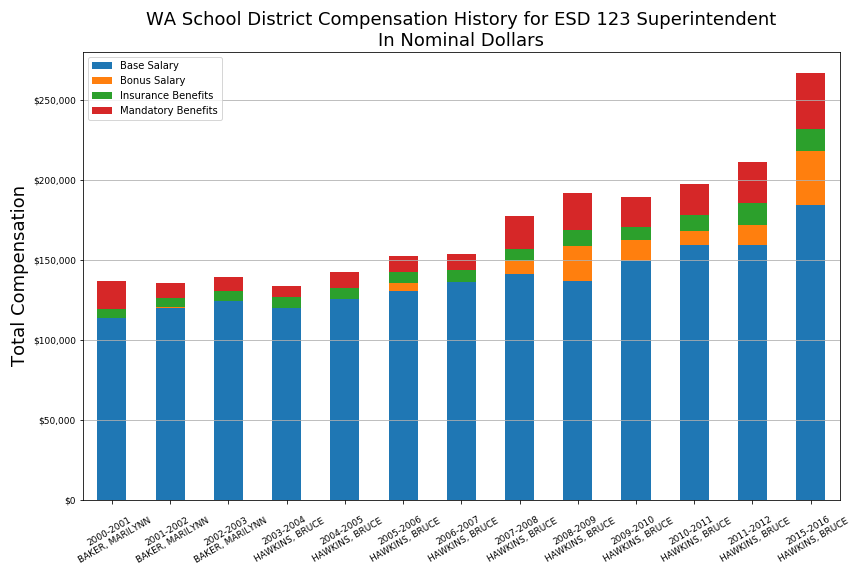 WA School District Compensation History for ESD 123 Superintendent
In Nominal Dollars
Base Salary
Bonus Salary
Insurance Benefits
Mandatory Benefits
Total Compensation
$250,000
$200,000
$150,000
$100,000
$50,000
$0
2000-2001
BAKER, MARILYNN
2001-2002
BAKER, MARILYNN
2002-2003
BAKER, MARILYNN
2003-2004
HAWKINS, BRUCE
2004-2005
HAWKINS, BRUCE
2005-2006
HAWKINS, BRUCE
2006-2007
HAWKINS, BRUCE
2007-2008
HAWKINS, BRUCE
2008-2009
HAWKINS, BRUCE
2009-2010
HAWKINS, BRUCE
2010-2011
HAWKINS, BRUCE
2011-2012
HAWKINS, BRUCE
2015-2016
HAWKINS, BRUCE